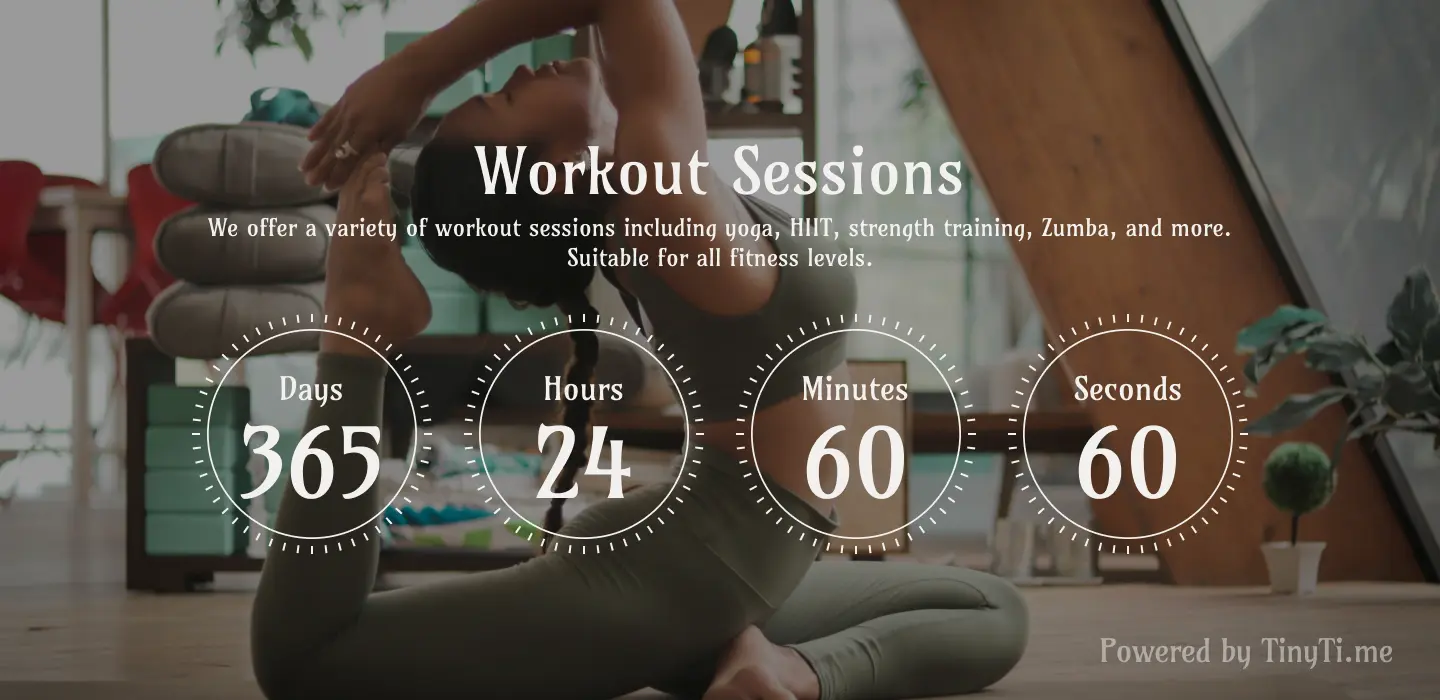 Workout Sessions
We offer a variety of workout sessions including yoga, HIIT, strength training, Zumba, and more.
Suitable for all fitness levels.
Days
365
Hours
24
Minutes
60
Seconds
60
Powered by TinyTi.me